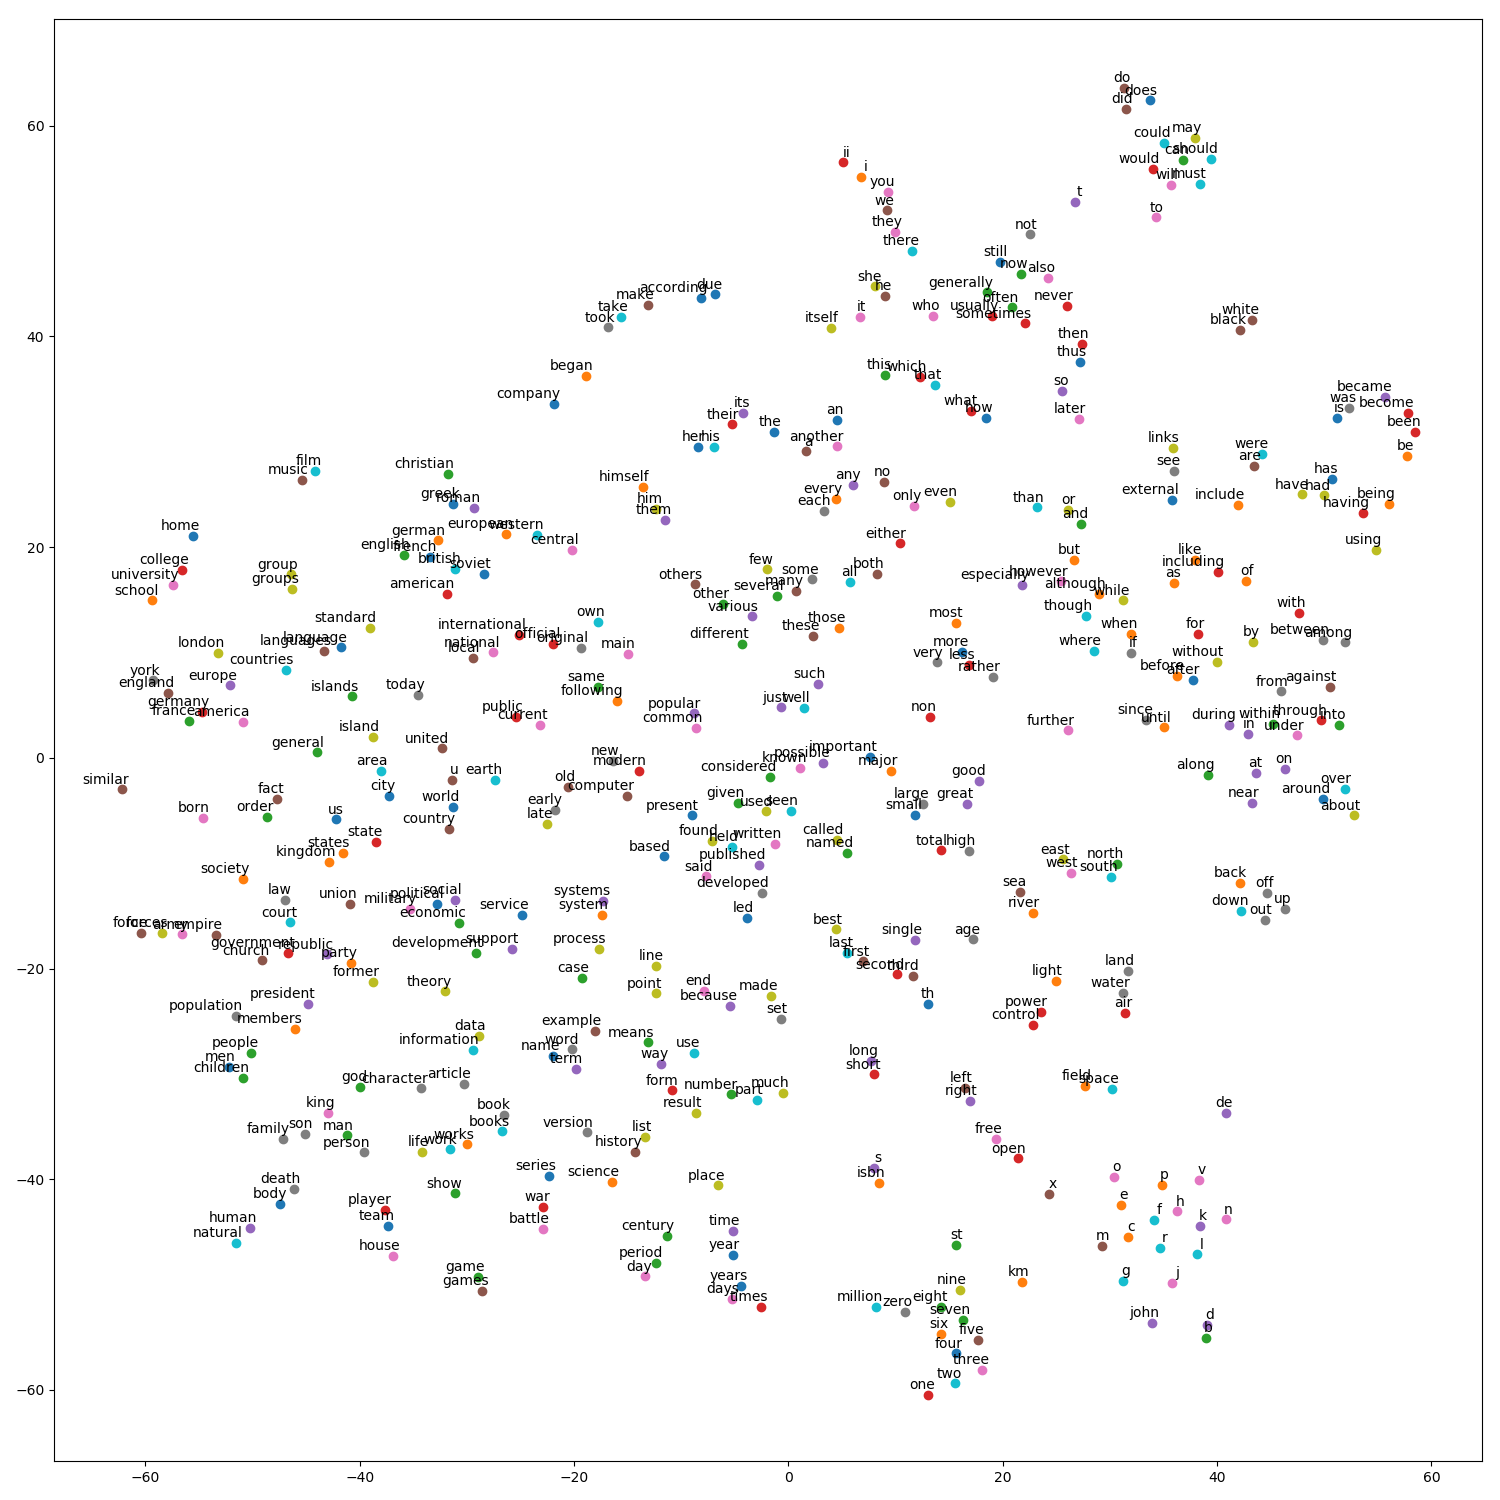 do
does
did
60
may
could
can
should
ii
would
i
will
must
you
t
we
to
they
not
there
still
now
also
she
generally
according
due
he
make
often
never
take
it
who
usually
white
took
itself
sometimes
black
40
then
thus
began
this
which
that
so
became
company
was
its
what
how
later
is
become
their
the
an
been
her
his
a
another
links
were
be
film
christian
see
are
music
himself
any
no
has
greek
roman
every
only
even
than
or
external
include
have
had
being
him
each
and
having
home
german
european
western
them
english
french
central
either
using
20
college
british
soviet
few
both
but
like
university
group
others
some
all
especially
however
as
including
of
school
groups
american
several
many
although
while
other
standard
own
various
those
most
though
with
international
official
these
when
for
between
among
languages
language
national
original
main
different
more
where
if
without
by
london
local
very
less
countries
rather
before
after
york
europe
today
same
such
from
against
england
islands
following
germany
public
popular
just
well
non
since
during
within
through
into
france
america
current
common
further
until
in
under
island
general
united
0
new
important
area
modern
possible
similar
u
earth
considered
known
major
along
at
on
fact
city
old
computer
good
over
born
order
us
world
early
given
used
seen
large
great
near
around
about
country
late
present
small
state
found
field
written
called
total
high
states
based
named
kingdom
published
east
north
society
said
west
south
developed
back
law
union
political
social
systems
sea
off
military
system
down
up
court
economic
service
led
river
out
force
forces
army
empire
best
government
republic
development
support
process
single
age
church
party
last
first
−20
former
case
line
second
third
land
president
theory
point
end
made
light
water
population
because
th
members
set
power
air
people
data
example
control
men
information
name
word
means
use
children
term
way
long
god
character
article
form
number
part
much
short
left
field
space
right
king
book
result
de
family
son
man
books
version
list
free
person
life
work
works
history
open
−40
series
science
s
death
show
isbn
place
x
o
p
v
body
war
e
h
human
player
battle
century
time
f
k
n
natural
team
st
m
c
r
l
house
period
year
game
day
km
g
j
games
years
nine
days
times
million
zero
eight
seven
john
d
six
five
b
four
three
−60
two
one
−60 −40 −20 0 20 40 60